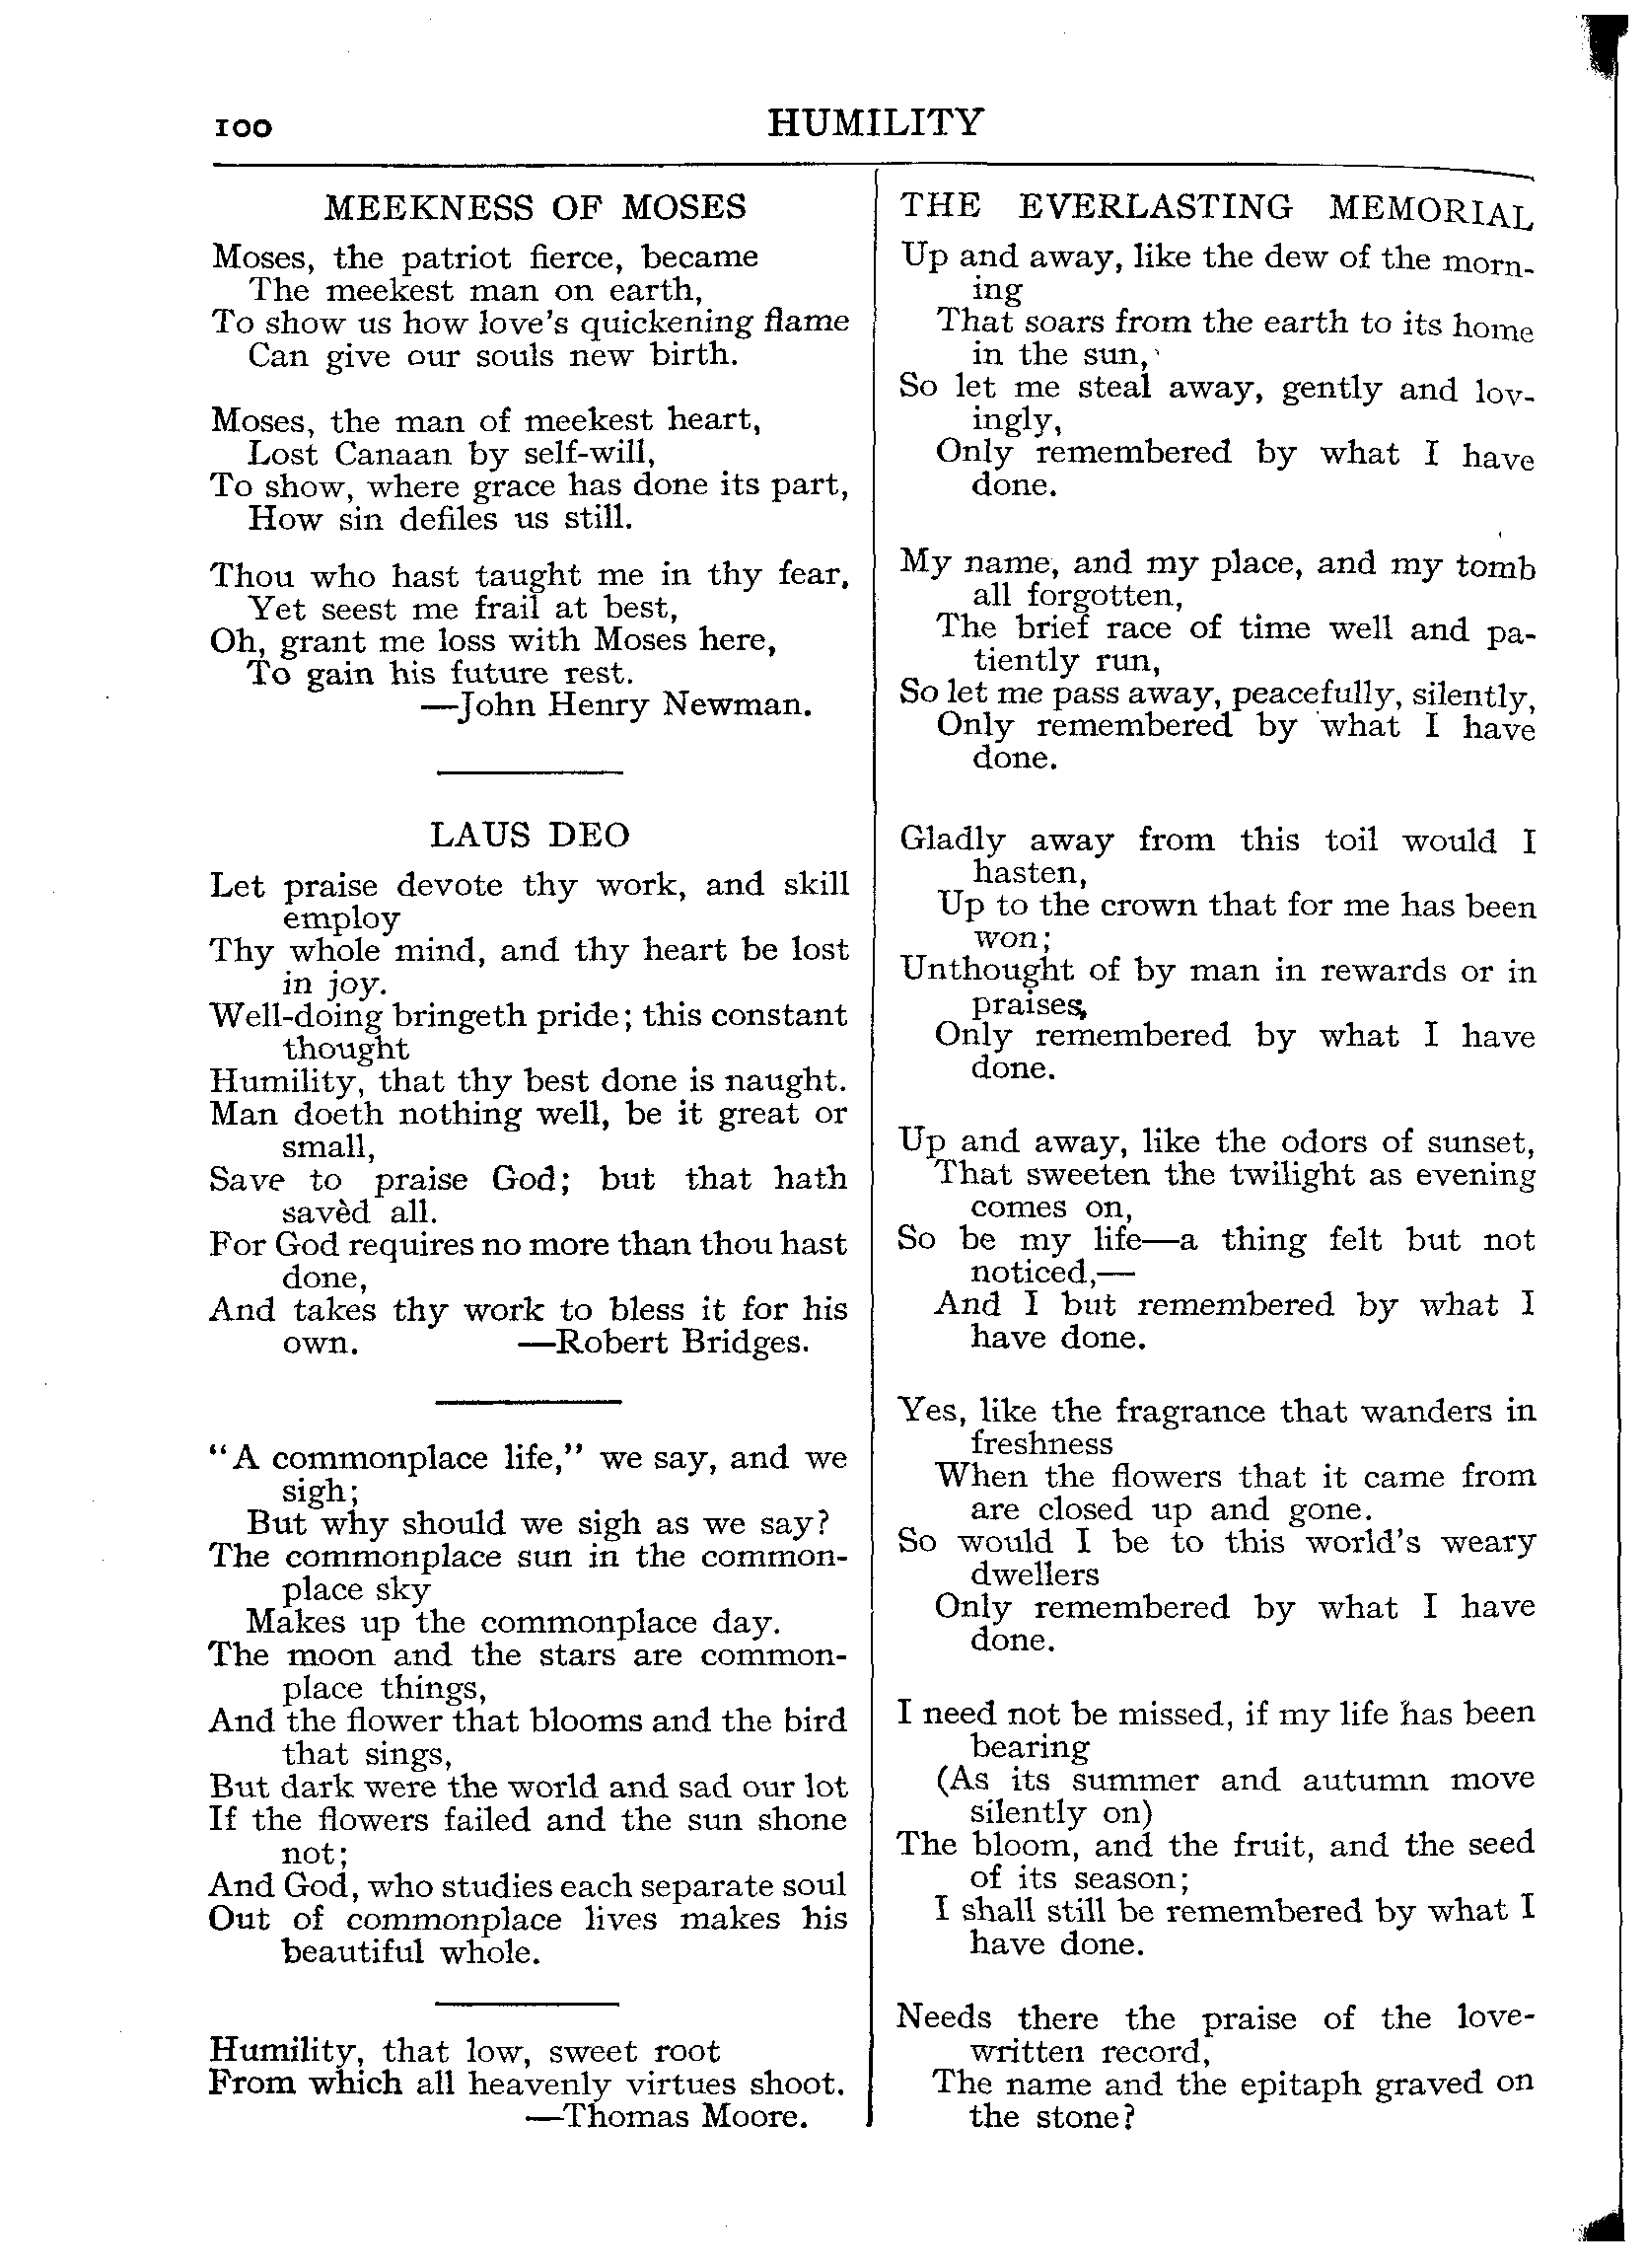 100
HUMILITY
MEEKNESS OF MOSES
Moses, the patriot fierce, became
The meekest man on earth,
To show us how love's quickening flame
Can give our souls new birth.
Moses, the man of meekest heart,
Lost Canaan by self-will,
To show, where grace has done its part,
How sin defiles us still.
Thou who hast taught me in thy fear,
Yet seest me frail at best,
Oh, grant me loss with Moses here,
To gain his future rest.
—John Henry Newman.
LAUS DEO
Let praise devote thy work, and skill
employ
Thy whole mind, and thy heart be lost
in joy.
Well-doing bringeth pride; this constant
thought
Humility, that thy best done is naught.
Man doeth nothing well, be it great or
small,
Save to praise God; but that hath
savèd all.
For God requires no more than thou hast
done,
And takes thy work to bless it for his
own. —Robert Bridges.
"A commonplace life," we say, and we
sigh;
But why should we sigh as we say?
The commonplace sun in the common-
place sky
Makes up the commonplace day.
The moon and the stars are common-
place things,
And the flower that blooms and the bird
that sings,
But dark were the world and sad our lot
If the flowers failed and the sun shone
not;
And God, who studies each separate soul
Out of commonplace lives makes his
beautiful whole.
Humility, that low, sweet root
From which all heavenly virtues shoot.
—Thomas Moore.
THE EVERLASTING MEMORIAL
Up and away, like the dew of the morn-
ing
That soars from the earth to its home
in the sun,
So let me steal away, gently and lov-
ingly,
Only remembered by what I have
done.
My name, and my place, and my tomb
all forgotten,
The brief race of time well and pa-
tiently run,
So let me pass away, peacefully, silently,
Only remembered by what I have
done.
Gladly away from this toil would I
hasten,
Up to the crown that for me has been
won;
Unthought of by man in rewards or in
praises,
Only remembered by what I have
done.
Up and away, like the odors of sunset,
That sweeten the twilight as evening
comes on,
So be my life—a thing felt but not
noticed,—
And I but remembered by what I
have done.
Yes, like the fragrance that wanders in
freshness
When the flowers that it came from
are closed up and gone.
So would I be to this world's weary
dwellers
Only remembered by what I have
done.
I need not be missed, if my life has been
bearing
(As its summer and autumn move
silently on)
The bloom, and the fruit, and the seed
of its season;
I shall still be remembered by what I
have done.
Needs there the praise of the love-
written record,
The name and the epitaph graved on
the stone?